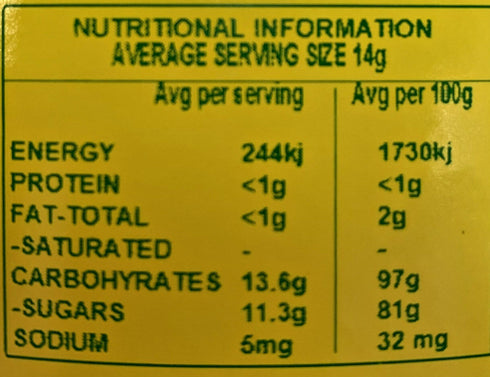 NUTRITIONAL INFORMATION
AVERAGE SERVING SIZE 14g
Avg per serving Avg per 100g
ENERGY 244kj 1730kj
PROTEIN <1g <1g
FAT-TOTAL <1g 2g
-SATURATED - -
CARBOHYRATES 13.6g 97g
-SUGARS 11.3g 81g
SODIUM 5mg 32 mg